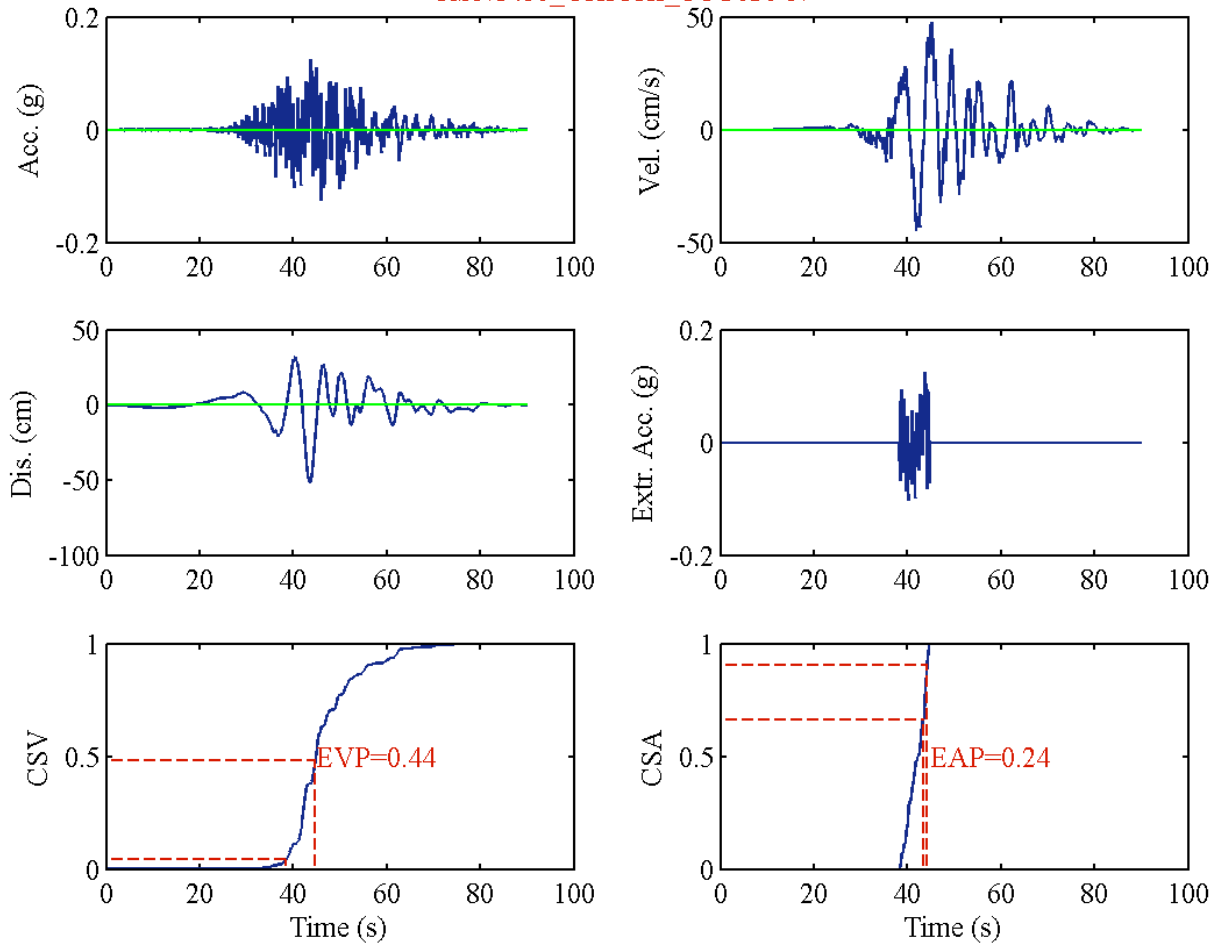 0.2 50
Acc. (g) 0 Vel. (cm/s) 0
-0.2 -50
0 20 40 60 80 100 0 20 40 60 80 100
50 0.2
Dis. (cm) 0 Extr. Acc. (g) 0
-50
-100 -0.2
0 20 40 60 80 100 0 20 40 60 80 100
1 1
CSV 0.5 EVP=0.44 CSA 0.5 EAP=0.24
0 0
0 20 40 60 80 100 0 20 40 60 80 100
Time (s) Time (s)